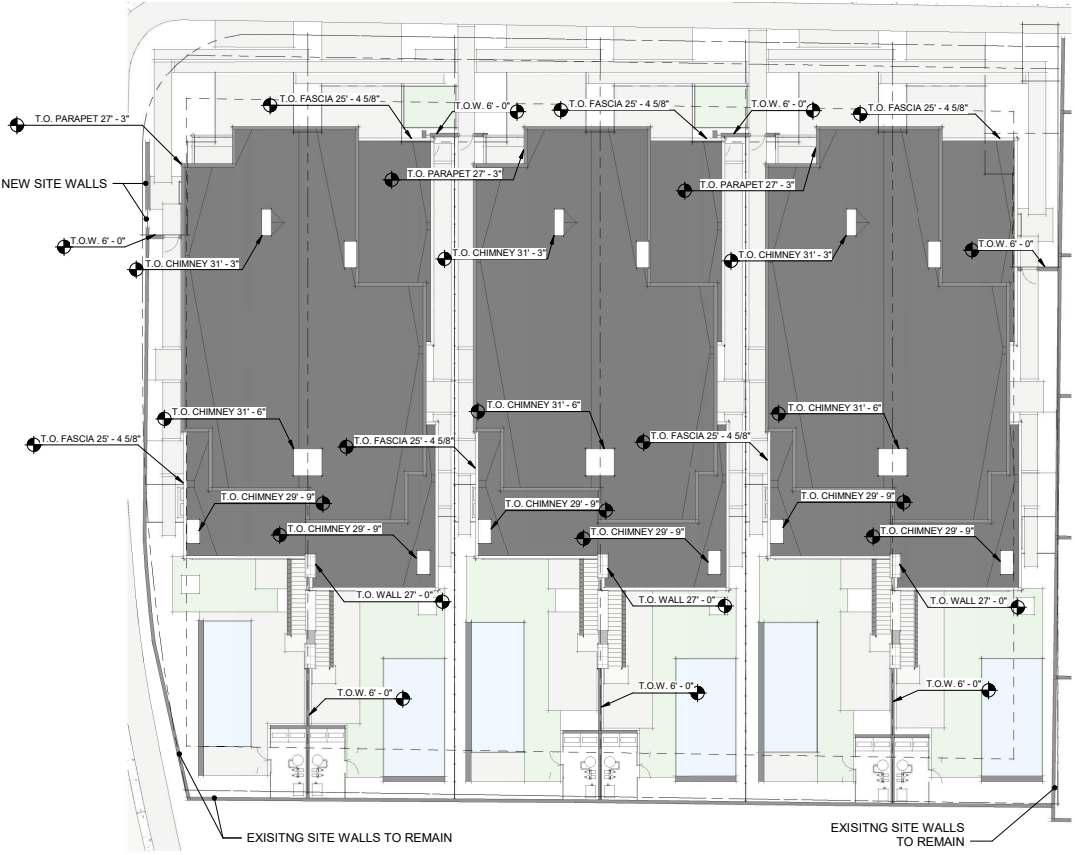 T.O. FASCIA 25' - 4 5/8"
T.O.W. 6' - 0"
T.O. FASCIA 25' - 4 5/8"
T.O.W. 6' - 0"
T.O. FASCIA 25' - 4 5/8"
T.O. PARAPET 27' - 3"
T.O. PARAPET 27' - 3"
T.O. PARAPET 27' - 3"
NEW SITE WALLS
T.O.W. 6' - 0"
T.O.W. 6' - 0"
T.O. CHIMNEY 31' - 3"
T.O. CHIMNEY 31' - 3"
T.O. CHIMNEY 31' - 3"
T.O. CHIMNEY 31' - 6"
T.O. CHIMNEY 31' - 6"
T.O. CHIMNEY 31' - 6"
T.O. FASCIA 25' - 4 5/8"
T.O. FASCIA 25' - 4 5/8"
T.O. FASCIA 25' - 4 5/8"
T.O. CHIMNEY 29' - 9"
T.O. CHIMNEY 29' - 9"
T.O. CHIMNEY 29' - 9"
T.O. CHIMNEY 29' - 9"
T.O. CHIMNEY 29' - 9"
T.O. CHIMNEY 29' - 9"
T.O. WALL 27' - 0"
T.O. WALL 27' - 0"
T.O. WALL 27' - 0"
T.O.W. 6' - 0"
T.O.W. 6' - 0"
T.O.W. 6' - 0"
EXISITNG SITE WALLS TO REMAIN
EXISITNG SITE WALLS
TO REMAIN